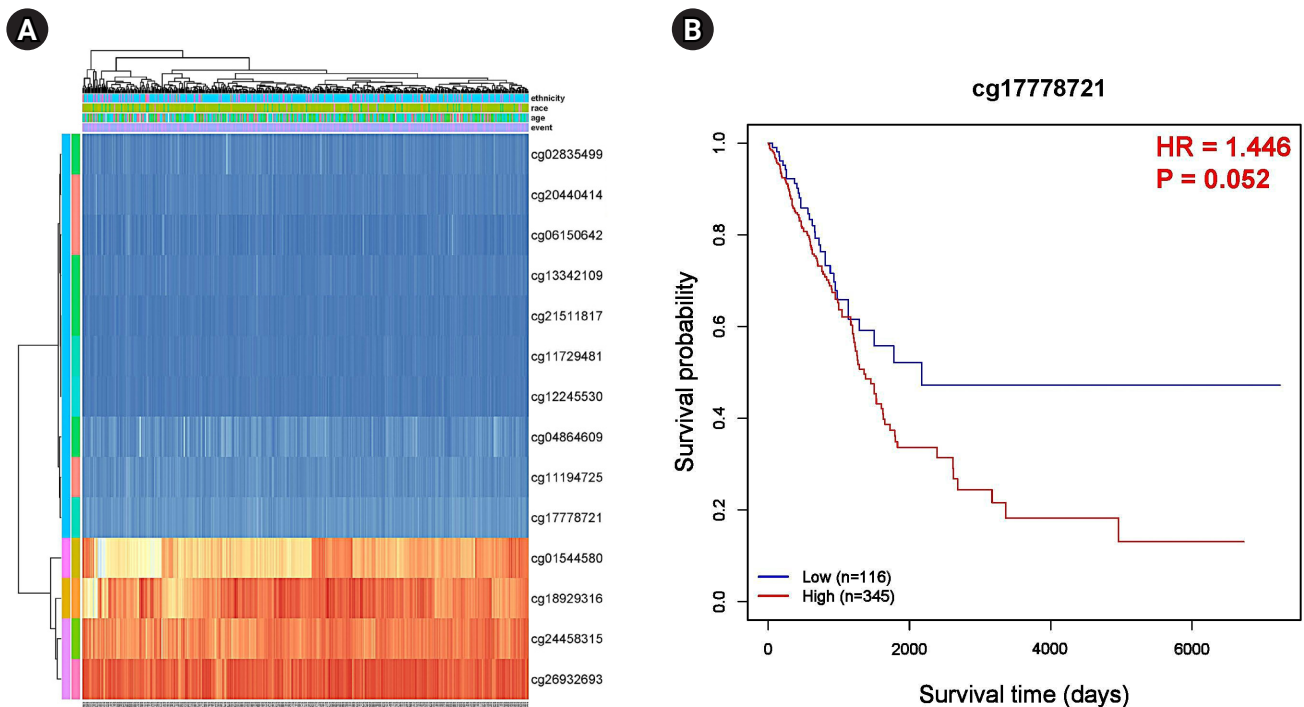 A
ethnicity
race
age
event
cg02835499
cg20440414
cg06150642
cg13342109
cg21511817
cg11729481
cg12245530
cg04864609
cg11194725
cg17778721
cg01544580
cg18929316
cg24458315
cg26932693
B
cg17778721
HR = 1.446
P = 0.052
Survival probability
1.0
0.8
0.6
0.4
0.2
0.0
Low (n=116)
High (n=345)
0 2000 4000 6000
Survival time (days)